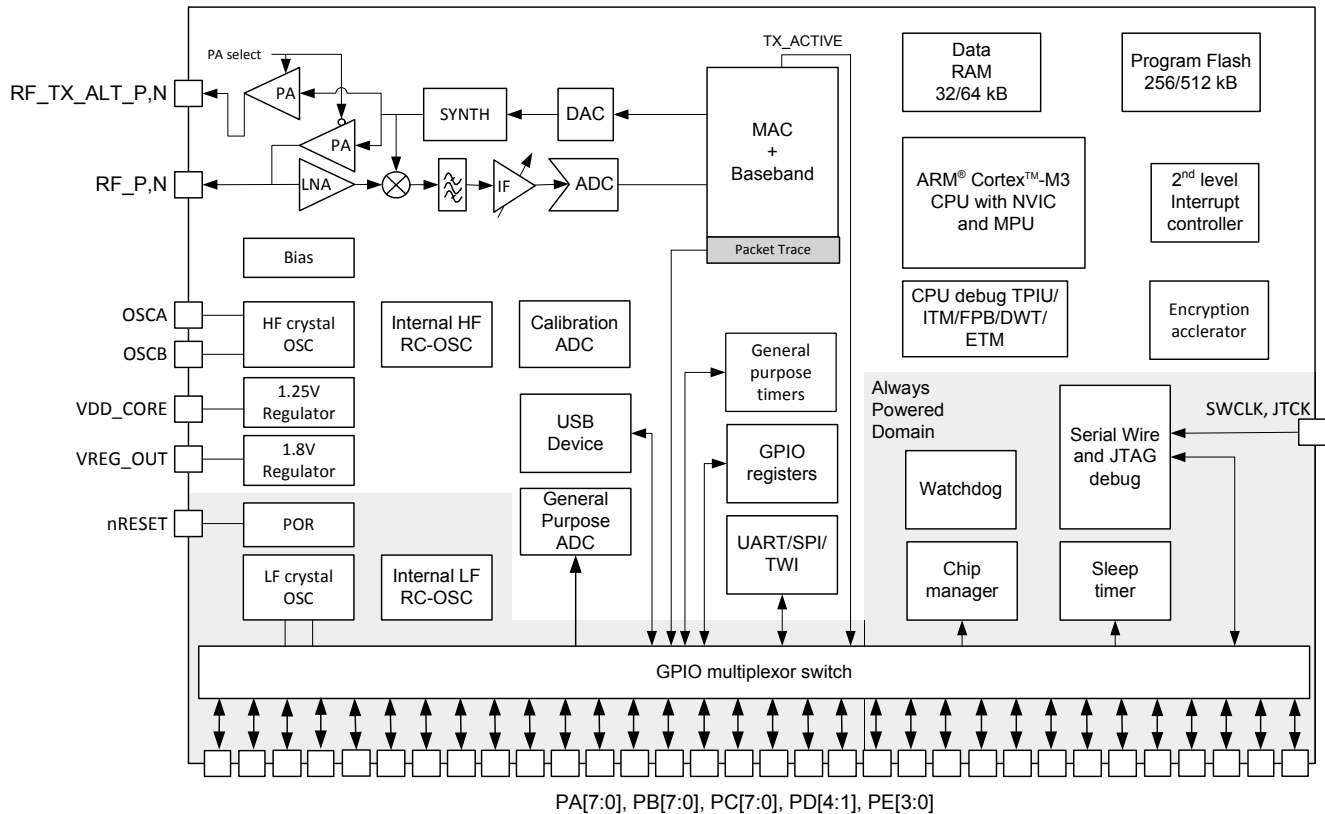 TX_ACTIVE
PA select
RF_TX_ALT_P,N
PA
SYNTH
DAC
MAC
+
Baseband
Data
RAM
32/64 kB
Program Flash
256/512 kB
PA
RF_P,N
LNA
IF
ADC
ARM® Cortex™-M3
CPU with NVIC
and MPU
2nd level
Interrupt
controller
Packet Trace
Bias
OSCA
OSCB
HF crystal
OSC
Internal HF
RC-OSC
Calibration
ADC
General
purpose
timers
CPU debug TPIU/
ITM/FPB/DWT/
ETM
Encryption
acclerator
Always
Powered
Domain
VDD_CORE
1.25V
Regulator
USB
Device
Serial Wire
and JTAG
debug
SWCLK, JTCK
VREG_OUT
1.8V
Regulator
GPIO
registers
Watchdog
nRESET
POR
General
Purpose
ADC
UART/SPI/
TWI
LF crystal
OSC
Internal LF
RC-OSC
Chip
manager
Sleep
timer
GPIO multiplexor switch
PA[7:0], PB[7:0], PC[7:0], PD[4:1], PE[3:0]